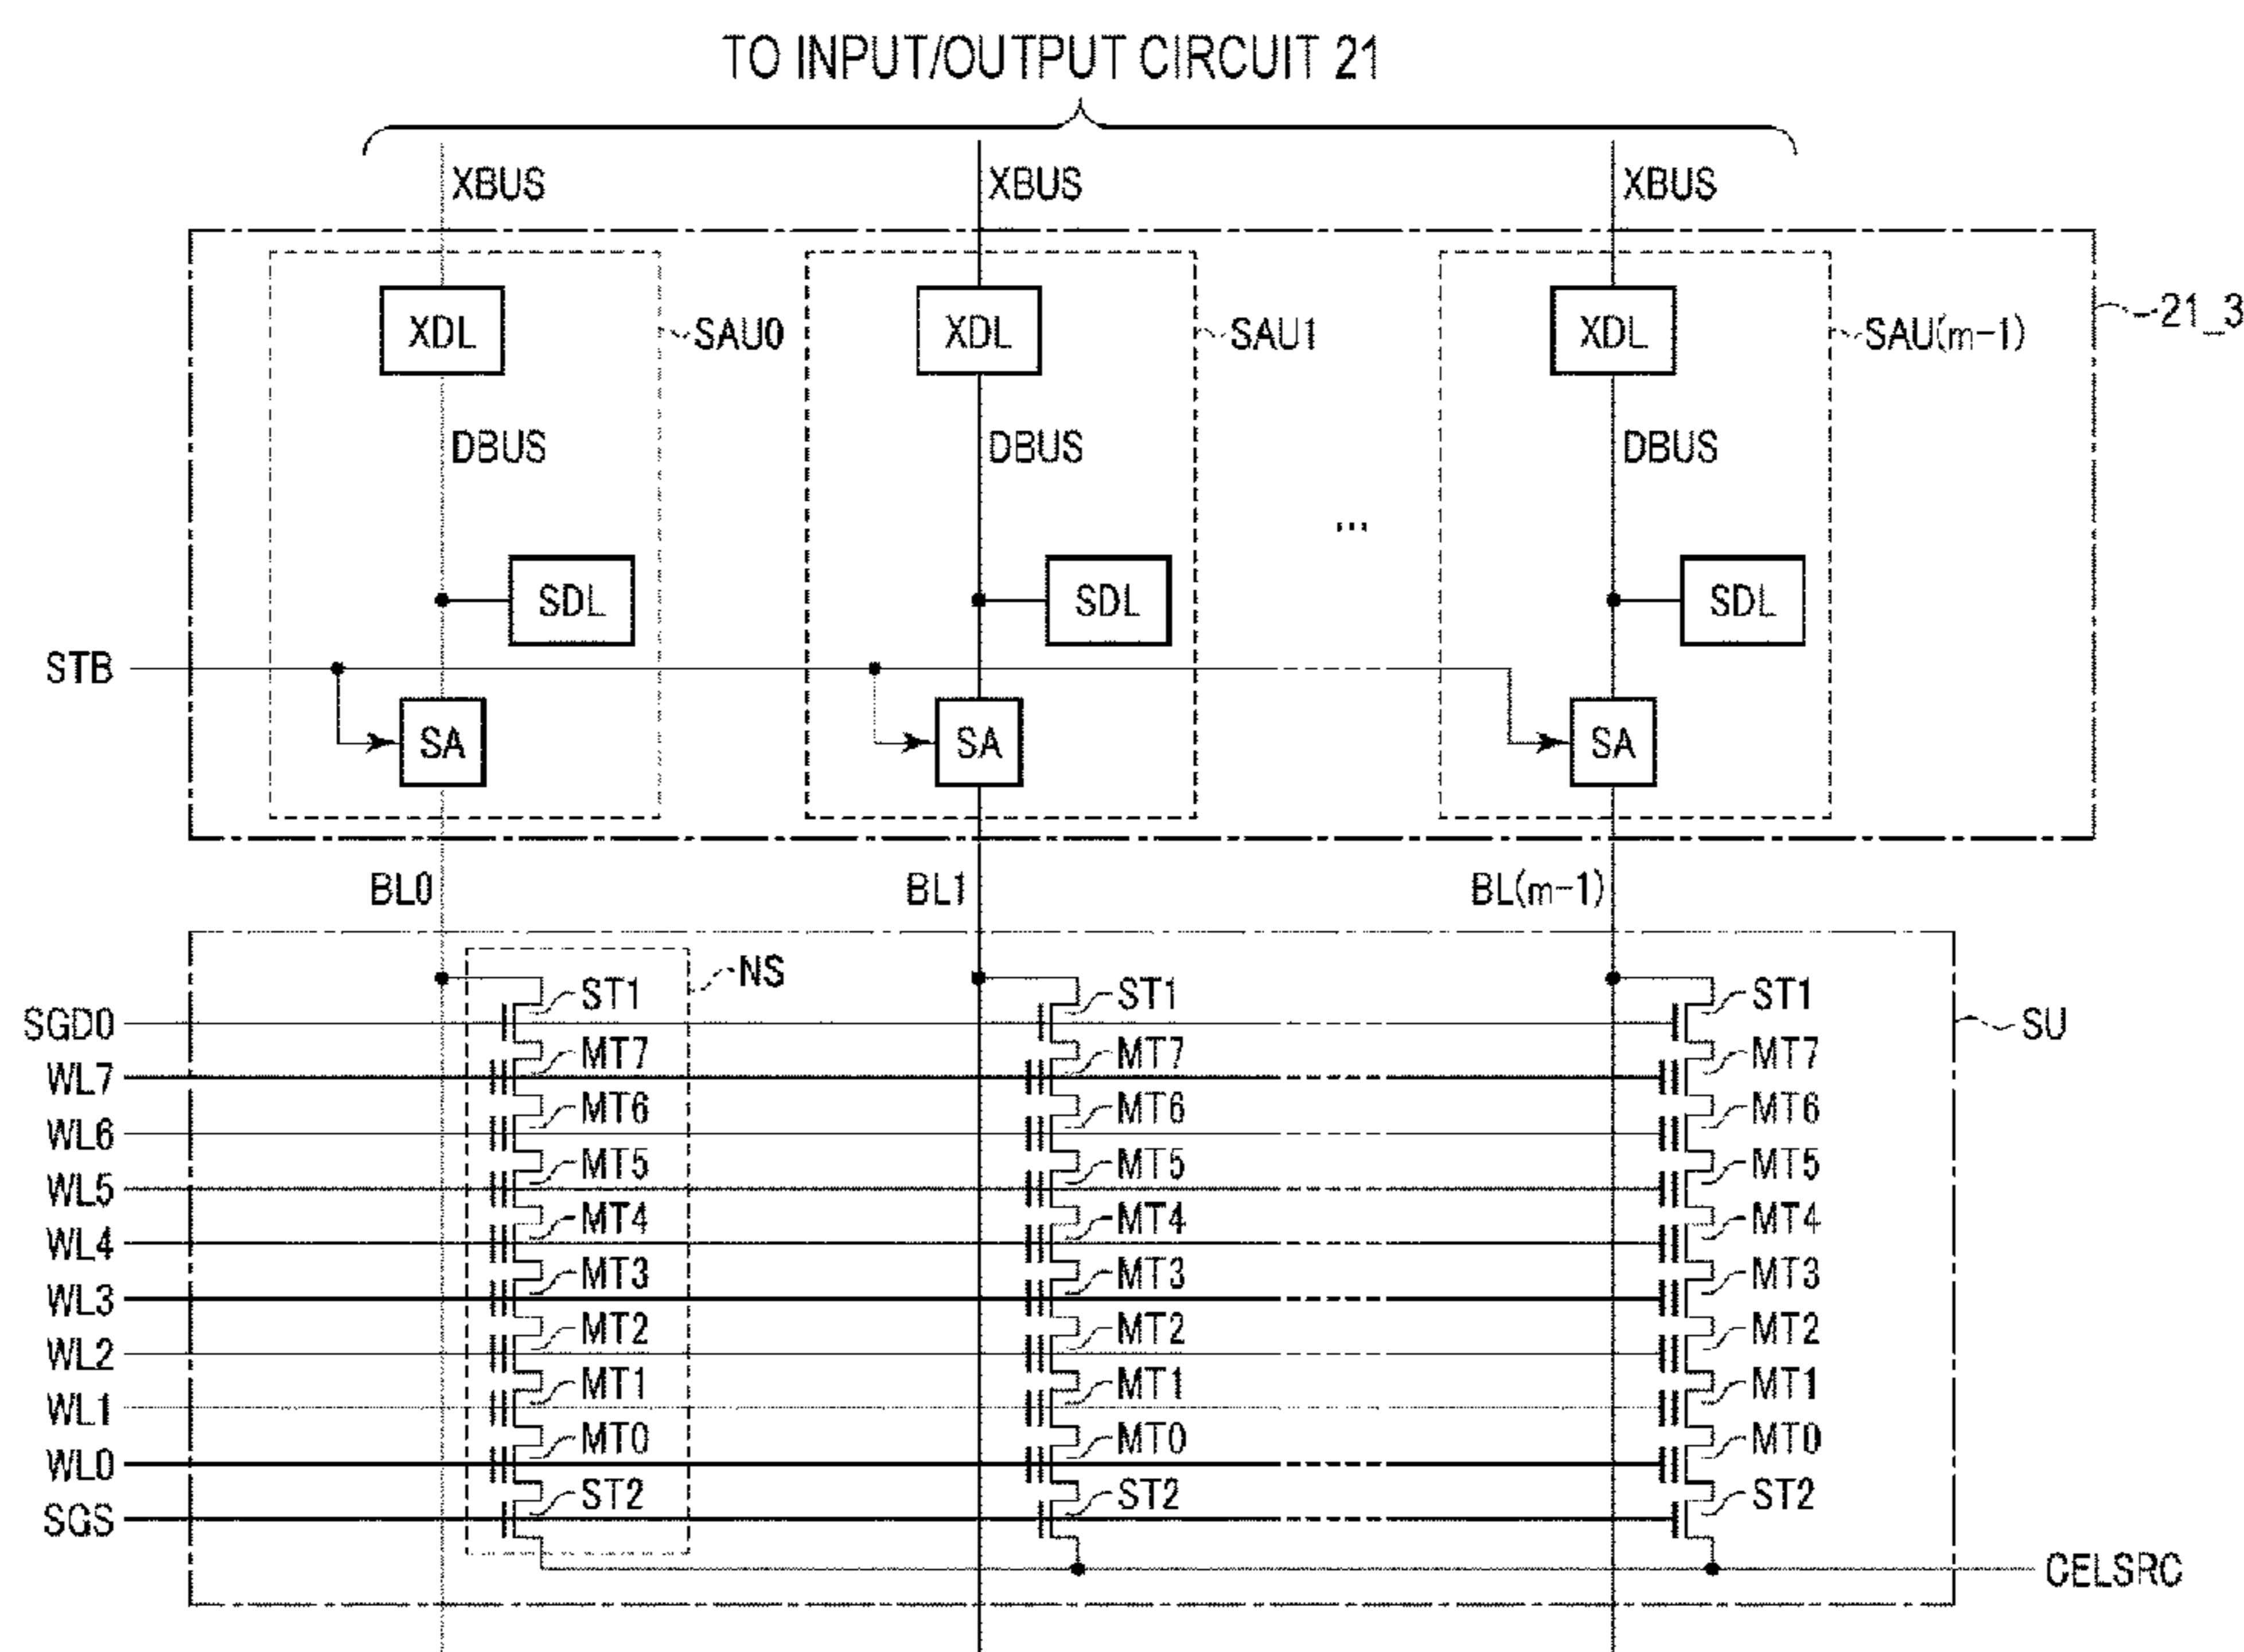 TO INPUT/OUTPUT CIRCUIT 21
XBUS XBUS XBUS
XDL SAU0 XDL SAU1 XDL SAU(m-1) 21_3
DBUS DBUS DBUS
...
SDL SDL SDL
STB
SA SA SA
BL0 BL1 BL(m-1)
NS
ST1 ST1 ST1
SGD0 SU
MT7 MT7 MT7
WL7
MT6 MT6 MT6
WL6
MT5 MT5 MT5
WL5
MT4 MT4 MT4
WL4
MT3 MT3 MT3
WL3
MT2 MT2 MT2
WL2
MT1 MT1 MT1
WL1
MT0 MT0 MT0
WL0
ST2 ST2 ST2
SGS
CELSRC